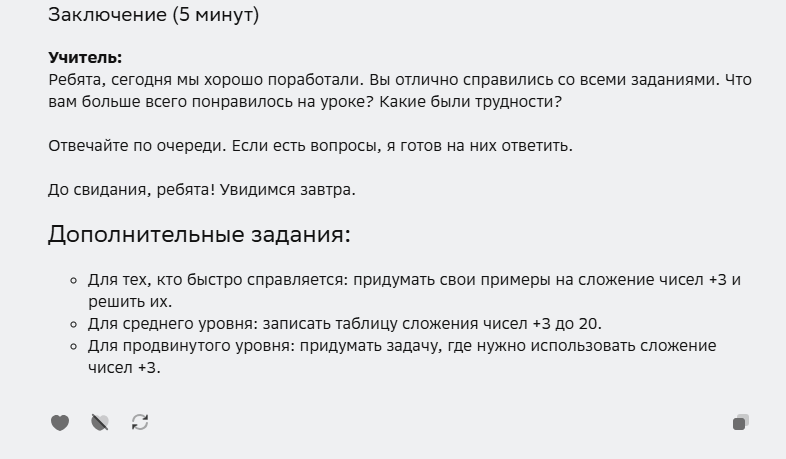 Заключение (5 минут)
Учитель:
Ребята, сегодня мы хорошо поработали. Вы отлично справились со всеми заданиями. Что
вам больше всего понравилось на уроке? Какие были трудности?
Отвечайте по очереди. Если есть вопросы, я готов на них ответить.
До свидания, ребята! Увидимся завтра.
Дополнительные задания:
Для тех, кто быстро справляется: придумать свои примеры на сложение чисел +3 и
решить их.
Для среднего уровня: записать таблицу сложения чисел +3 до 20.
Для продвинутого уровня: придумать задачу, где нужно использовать сложение
чисел +3.